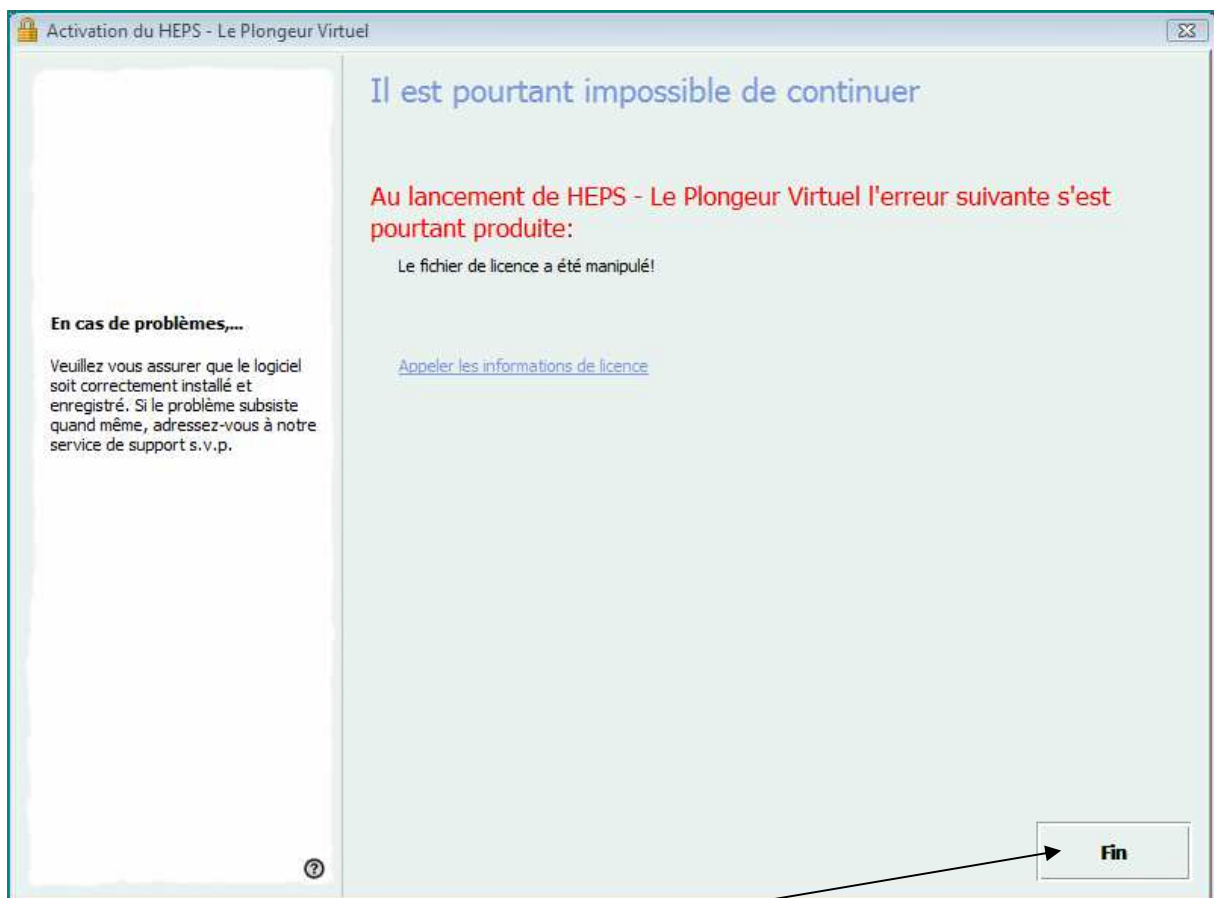 Activation du HEPS - Le Plongeur Virtuel
Il est pourtant impossible de continuer
Au lancement de HEPS - Le Plongeur Virtuel l'erreur suivante s'est
pourtant produite:
Le fichier de licence a été manipulé!
En cas de problèmes,...
Veuillez vous assurer que le logiciel
soit correctement installé et
enregistré. Si le problème subsiste
quand même, adressez-vous à notre
service de support s.v.p.
Appeler les informations de licence
Fin